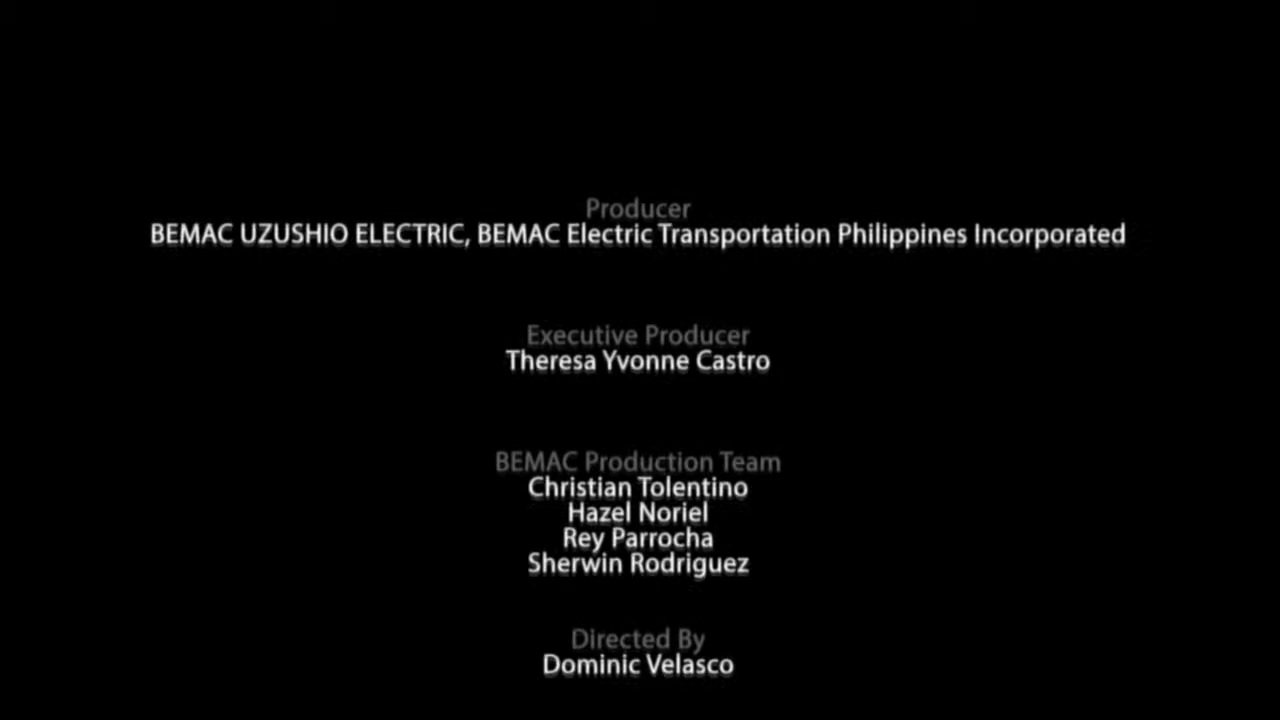 Producer
BEMAC UZUSHIO ELECTRIC, BEMAC Electric Transportation Philippines Incorporated
Executive Producer
Theresa Yvonne Castro
BEMAC Production Team
Christian Tolentino
Hazel Noriel
Rey Parrocha
Sherwin Rodriguez
Directed By
Dominic Velasco